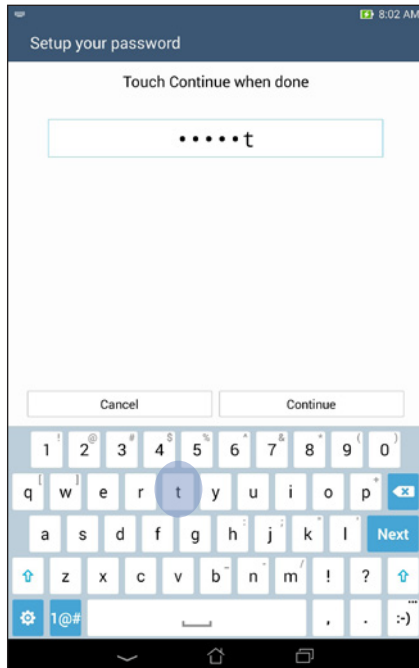 8:02 AM
Setup your password
Touch Continue when done
•••••t
Cancel Continue
1 ! 2 @ 3 # 4 $ 5 % 6 ^ 7 & 8 * 9 ( 0 )
q [ w ] e r t y u i o p +
a s d f g h : j ; k " l ' Next
z x c v b - n – m / ! ?
1@# , . ... :-)